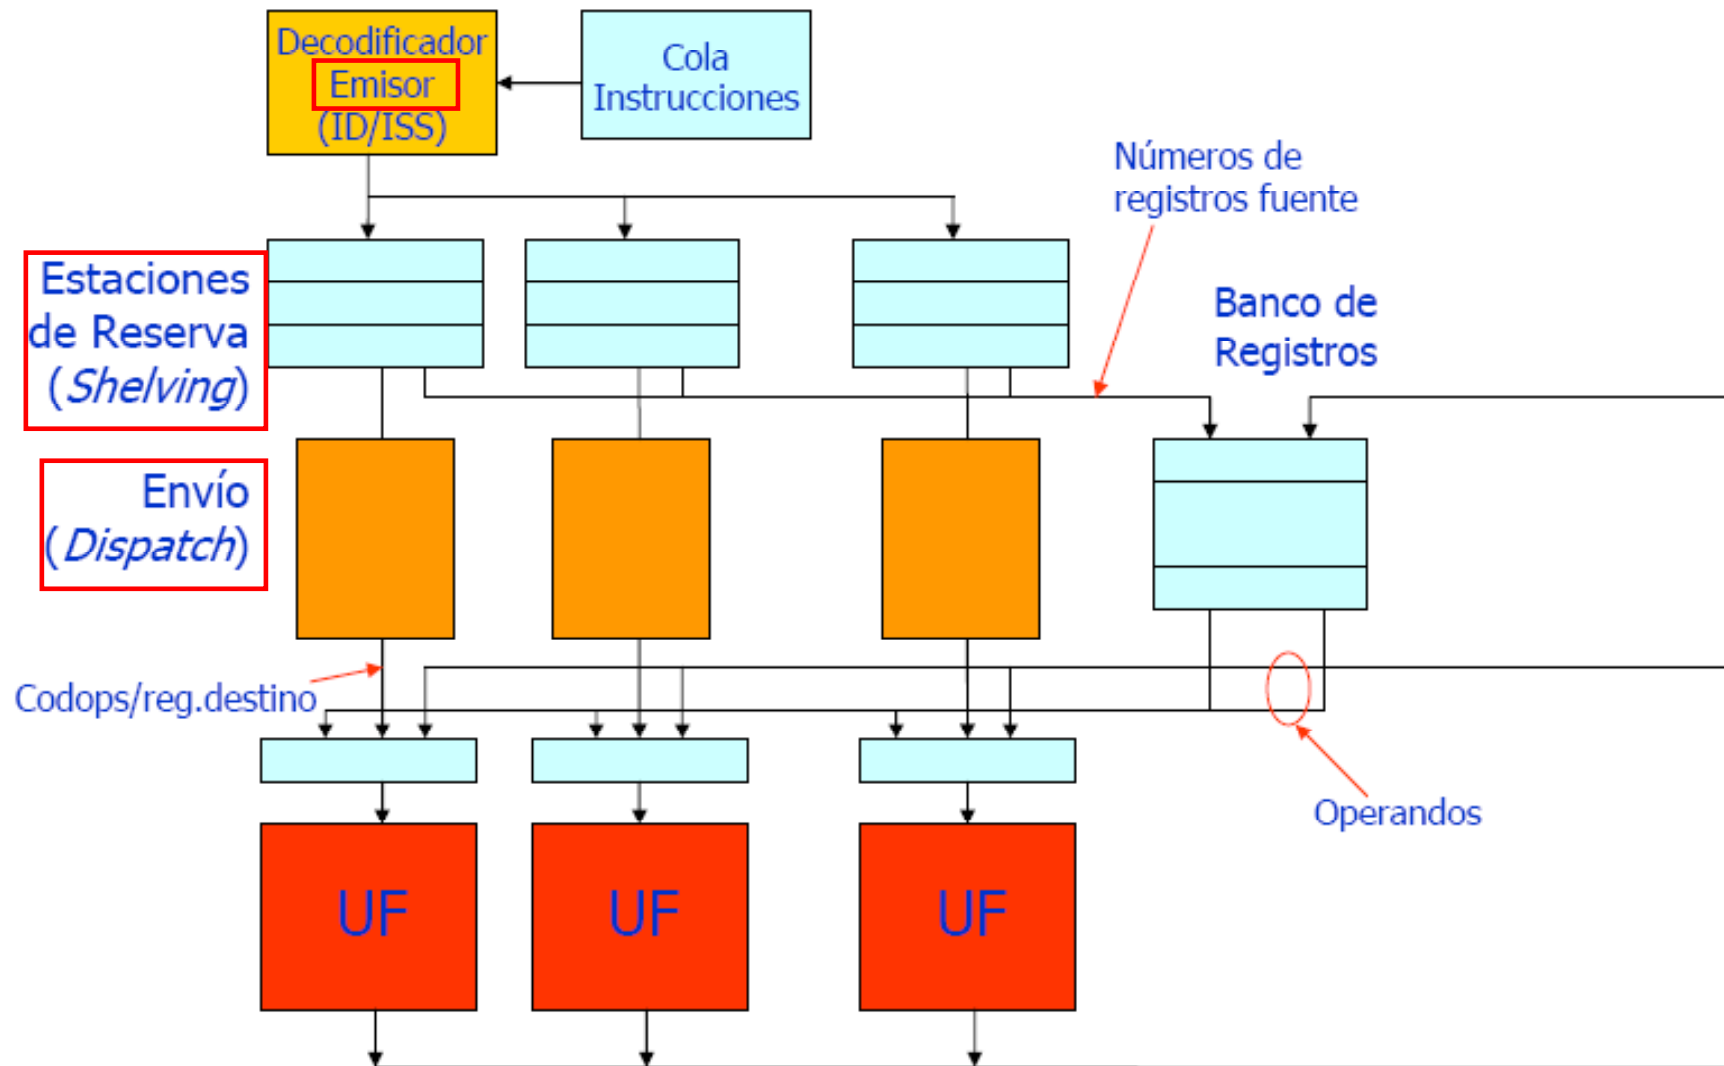 Decodificador
Emisor
(ID/ISS)
Cola
Instrucciones
Números de
registros fuente
Estaciones
de Reserva
(Shelving)
Banco de
Registros
Envío
(Dispatch)
Codops/reg.destino
Operandos
UF
UF
UF